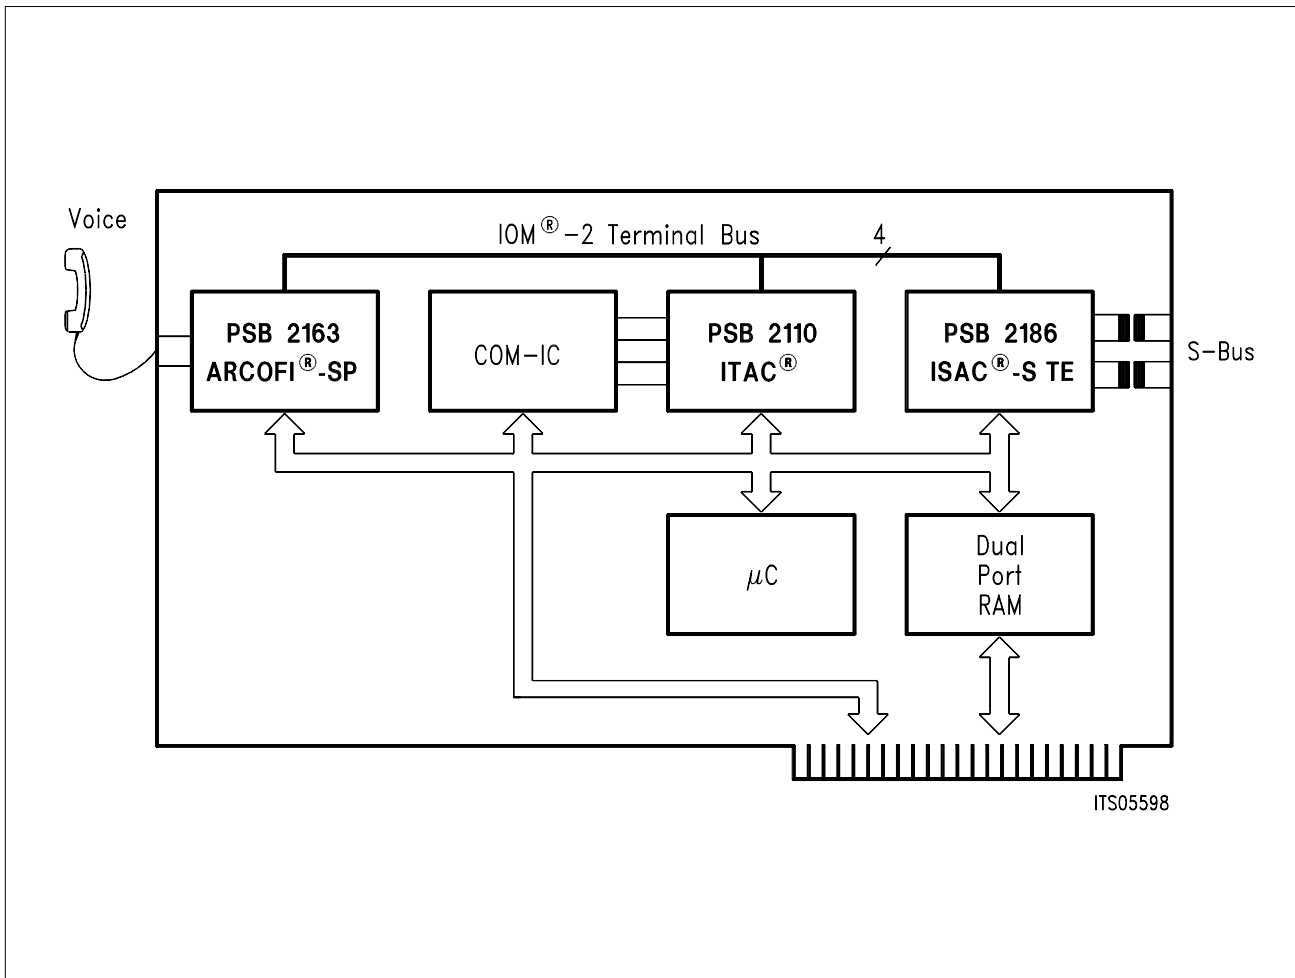 Voice
IOM®-2 Terminal Bus
4
PSB 2163
ARCOFI®-SP
COM-IC
PSB 2110
ITAC®
PSB 2186
ISAC®-S TE
S-Bus
μC
Dual
Port
RAM
ITS05598